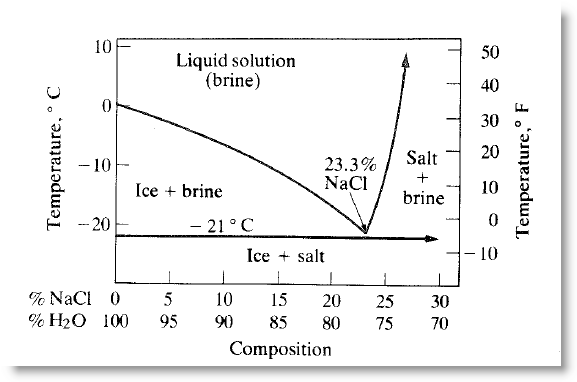 10
0
−10
−20
Temperature, °C
Liquid solution
(brine)
Ice + brine
−21°C
Ice + salt
23.3%
NaCl
Salt
+
brine
50
40
30
20
10
0
−10
Temperature, °F
% NaCl 0 5 10 15 20 25 30
% H₂O 100 95 90 85 80 75 70
Composition